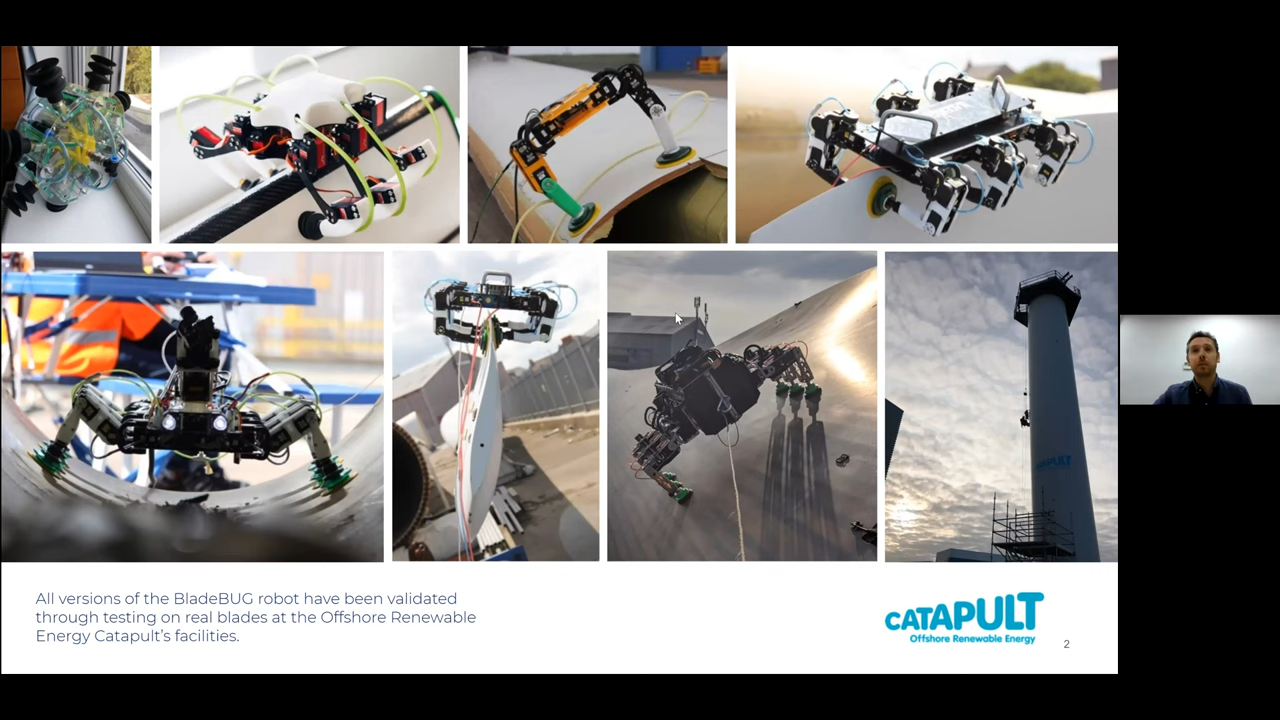 CATAPULT
All versions of the BladeBUG robot have been validated
through testing on real blades at the Offshore Renewable
Energy Catapult's facilities.
CATAPULT
Offshore Renewable Energy
2